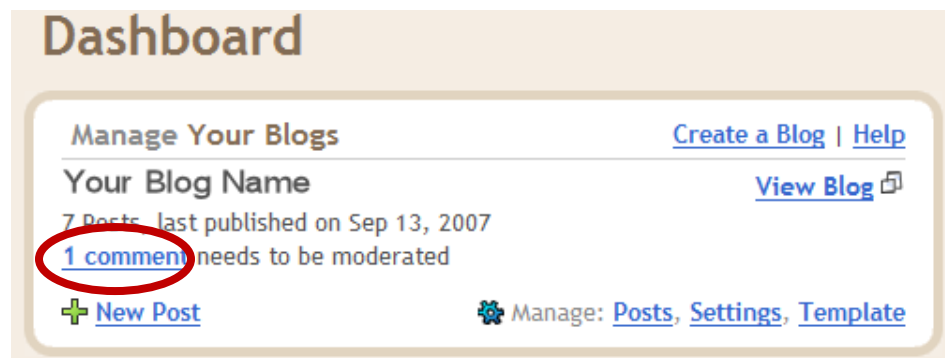 Dashboard
Manage Your Blogs
Create a Blog | Help
Your Blog Name
View Blog
7 Posts, last published on Sep 13, 2007
1 comment needs to be moderated
New Post
Manage: Posts, Settings, Template